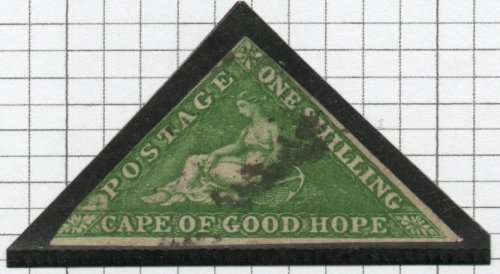 POSTAGE
ONE SHILLING
CAPE OF GOOD HOPE